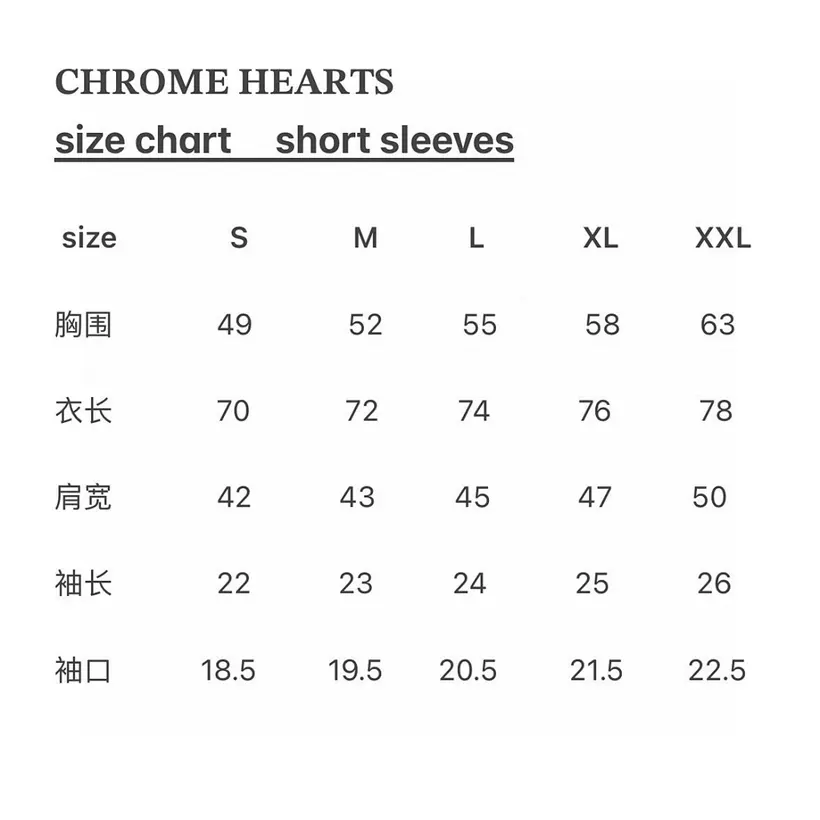 CHROME HEARTS
size chart short sleeves
size S M L XL XXL
胸围 49 52 55 58 63
衣长 70 72 74 76 78
肩宽 42 43 45 47 50
袖长 22 23 24 25 26
袖口 18.5 19.5 20.5 21.5 22.5